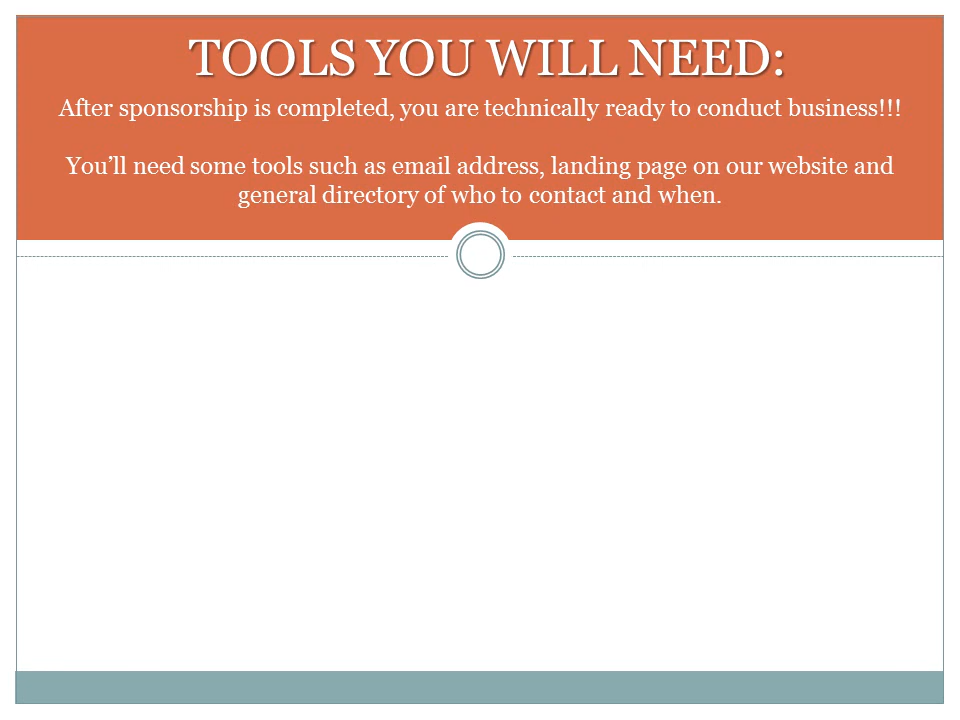 TOOLS YOU WILL NEED:
After sponsorship is completed, you are technically ready to conduct business!!!
You’ll need some tools such as email address, landing page on our website and
general directory of who to contact and when.